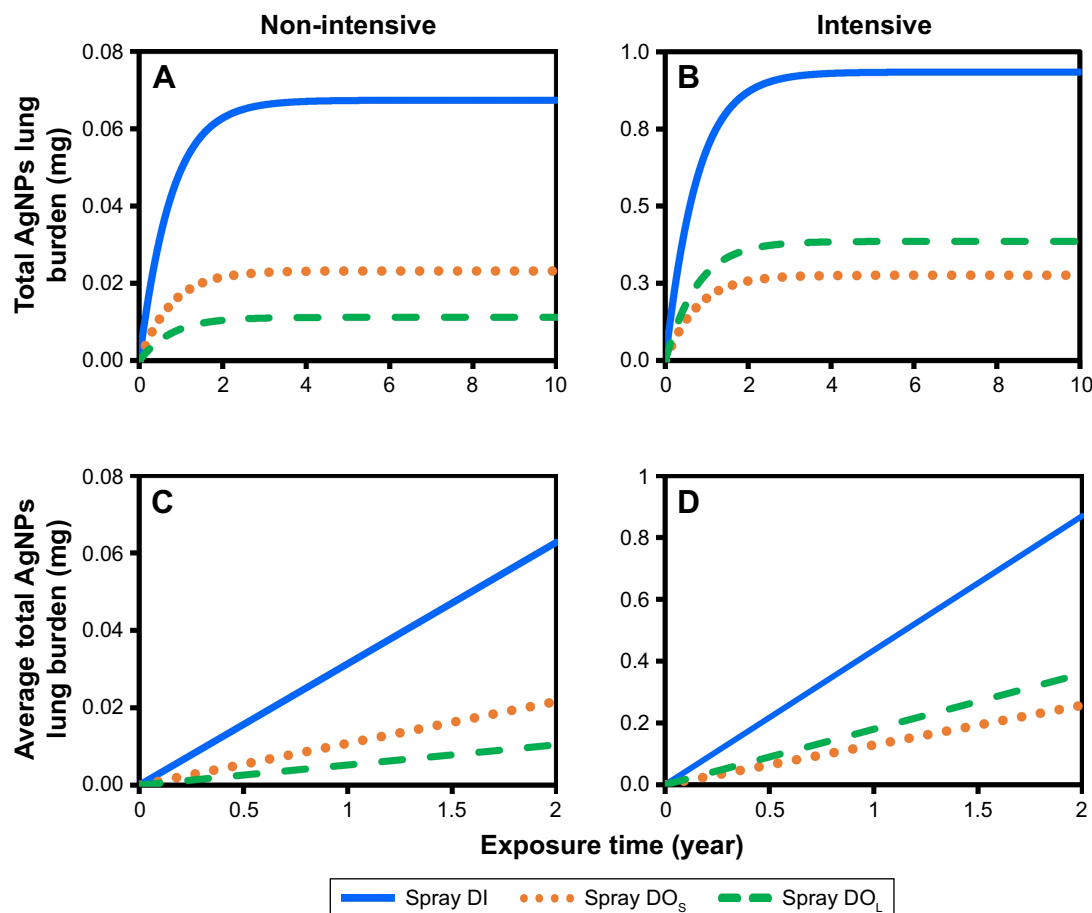 Non-intensive
Intensive
Total AgNPs lung
burden (mg)
A
0.08
0.06
0.04
0.02
0.00
0 2 4 6 8 10
B
1.0
0.8
0.5
0.3
0.0
0 2 4 6 8 10
Average total AgNPs
lung burden (mg)
C
0.08
0.06
0.04
0.02
0.00
0 0.5 1 1.5 2
D
1
0.8
0.6
0.4
0.2
0.0
0 0.5 1 1.5 2
Exposure time (year)
Spray DI Spray DOS Spray DOL